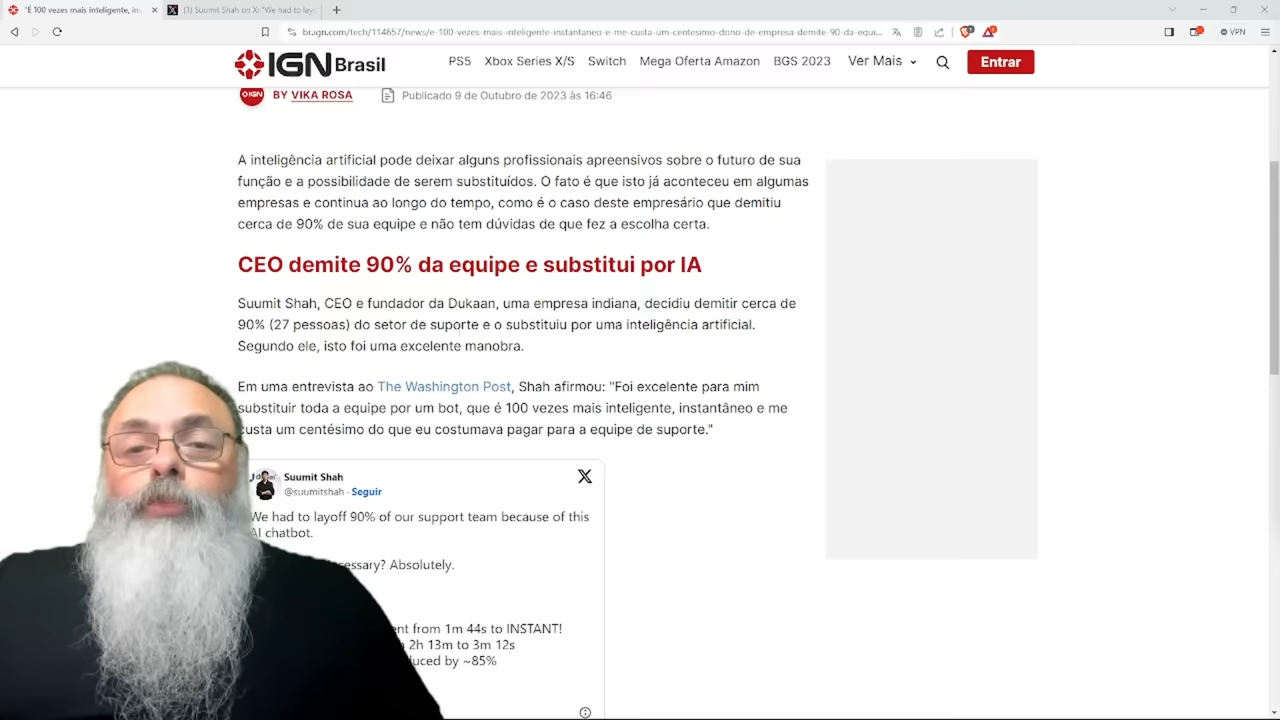 "É 100 vezes mais inteligente, in
(1) Suumit Shah on X: "We had to layo
br.ign.com/tech/114657/news/e-100-vezes-mais-inteligente-instantaneo-e-me-custa-um-centesimo-dono-de-empresa-demite-90-da-equi...
VPN
IGN Brasil
PS5 Xbox Series X/S Switch Mega Oferta Amazon BGS 2023 Ver Mais Entrar
IGN BY VIKA ROSA Publicado 9 de Outubro de 2023 às 16:46
A inteligência artificial pode deixar alguns profissionais apreensivos sobre o futuro de sua
função e a possibilidade de serem substituídos. O fato é que isto já aconteceu em algumas
empresas e continua ao longo do tempo, como é o caso deste empresário que demitiu
cerca de 90% de sua equipe e não tem dúvidas de que fez a escolha certa.
CEO demite 90% da equipe e substitui por IA
Suumit Shah, CEO e fundador da Dukaan, uma empresa indiana, decidiu demitir cerca de
90% (27 pessoas) do setor de suporte e o substituiu por uma inteligência artificial.
Segundo ele, isto foi uma excelente manobra.
Em uma entrevista ao The Washington Post, Shah afirmou: "Foi excelente para mim
substituir toda a equipe por um bot, que é 100 vezes mais inteligente, instantâneo e me
custa um centésimo do que eu costumava pagar para a equipe de suporte."
Suumit Shah
@suumitshah · Seguir
We had to layoff 90% of our support team because of this
AI chatbot.
Absolutely.
from 1m 44s to INSTANT!
2h 13m to 3m 12s
by ~85%